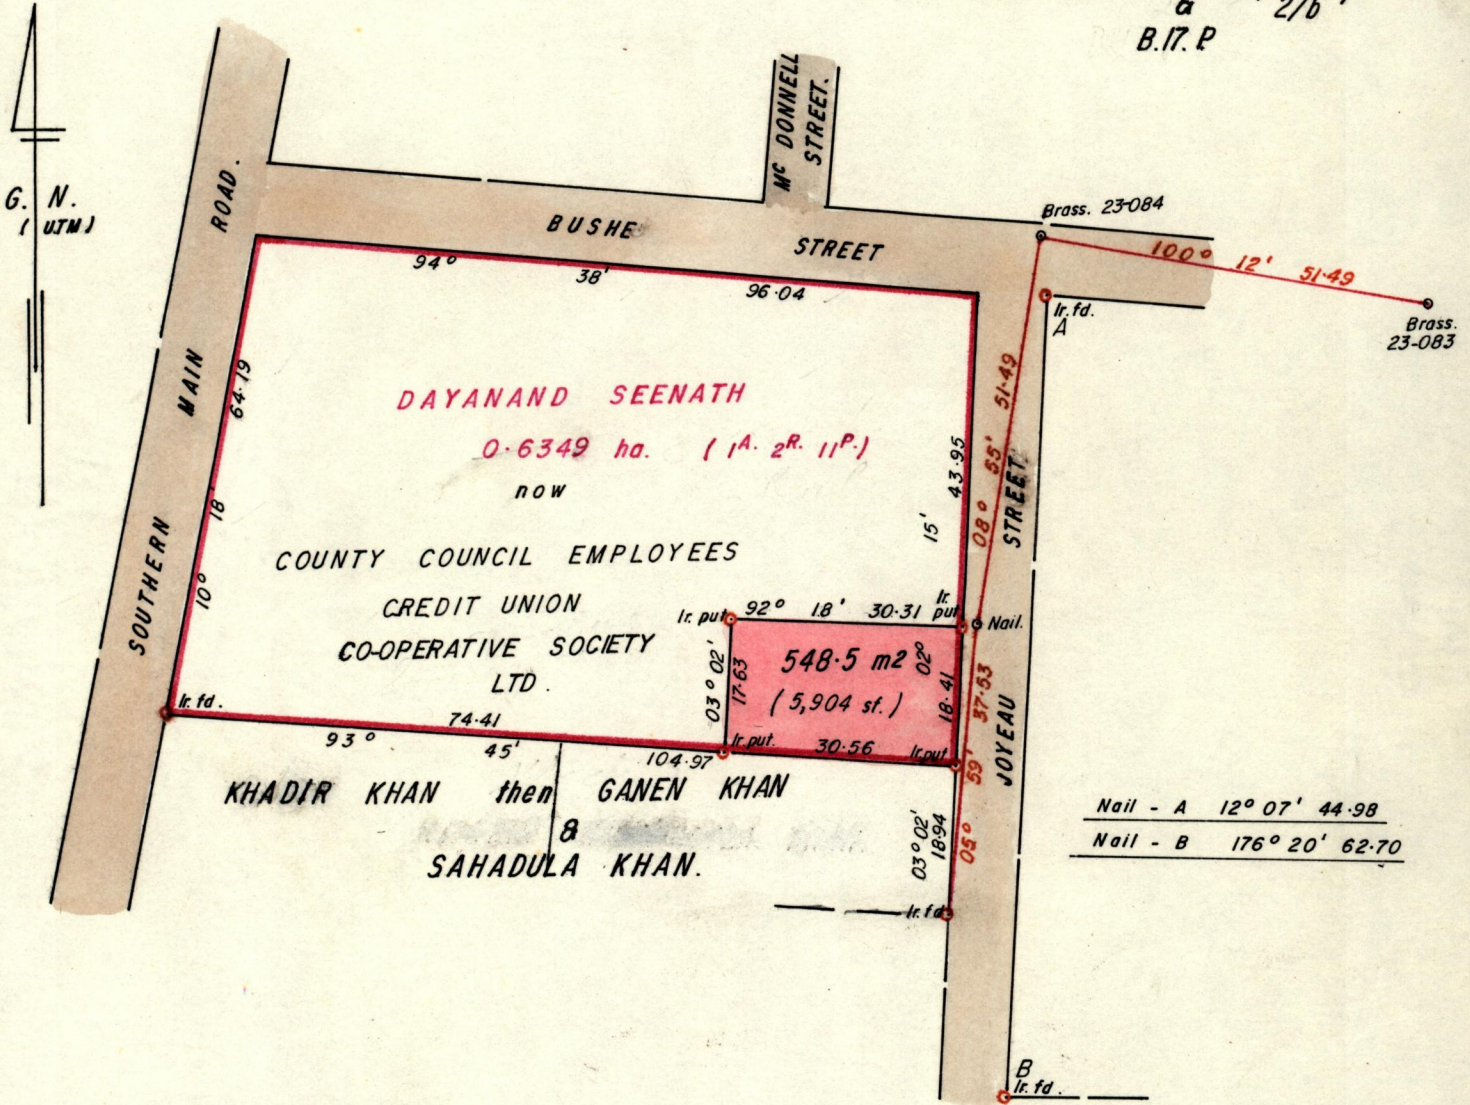 a 2/b
B.17. P.
G. N.
(UTM)
SOUTHERN MAIN ROAD.
BUSHE STREET
Mc DONNELL
STREET.
Brass. 23-084
100° 12' 51.49
Brass.
23-083
Ir. fd.
A
94° 38' 96.04
10° 18' 64.19
DAYANAND SEENATH
0.6349 ha. (1A. 2R. 11P.)
now
COUNTY COUNCIL EMPLOYEES
CREDIT UNION
CO-OPERATIVE SOCIETY
LTD.
02° 15' 43.95
08° 55' 51.49
JOYEAU STREET
Ir. put 92° 18' 30.31 Ir. put
Nail.
03° 02' 17.63
548.5 m2
(5,904 sf.)
18.41
05° 59' 37.53
Ir. fd.
74.41
93° 45' 104.97
Ir. put. 30.56 Ir. put
KHADIR KHAN then GANEN KHAN
&
SAHADULA KHAN.
03° 02' 18.94
Ir. fd
Nail - A 12° 07' 44.98
Nail - B 176° 20' 62.70
B
Ir. fd.